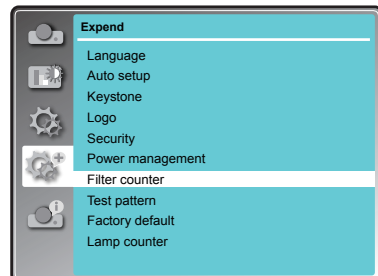 Expend
Language
Auto setup
Keystone
Logo
Security
Power management
Filter counter
Test pattern
Factory default
Lamp counter